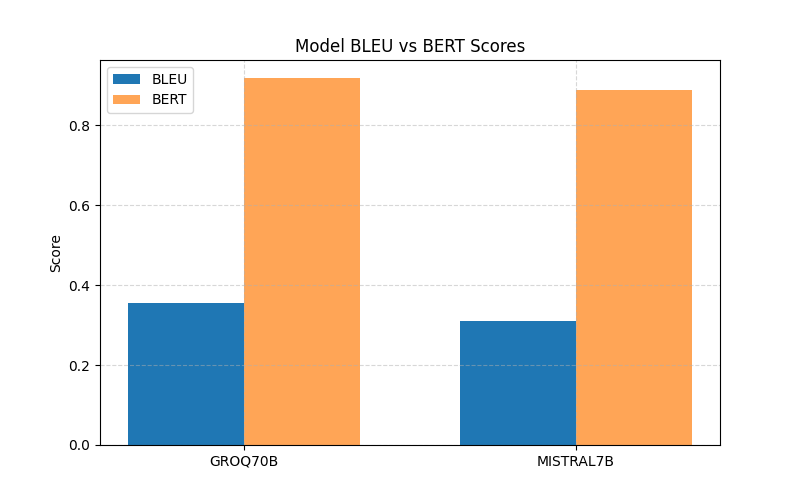 Model BLEU vs BERT Scores
BLEU
BERT
Score
0.8
0.6
0.4
0.2
0.0
GROQ70B
MISTRAL7B